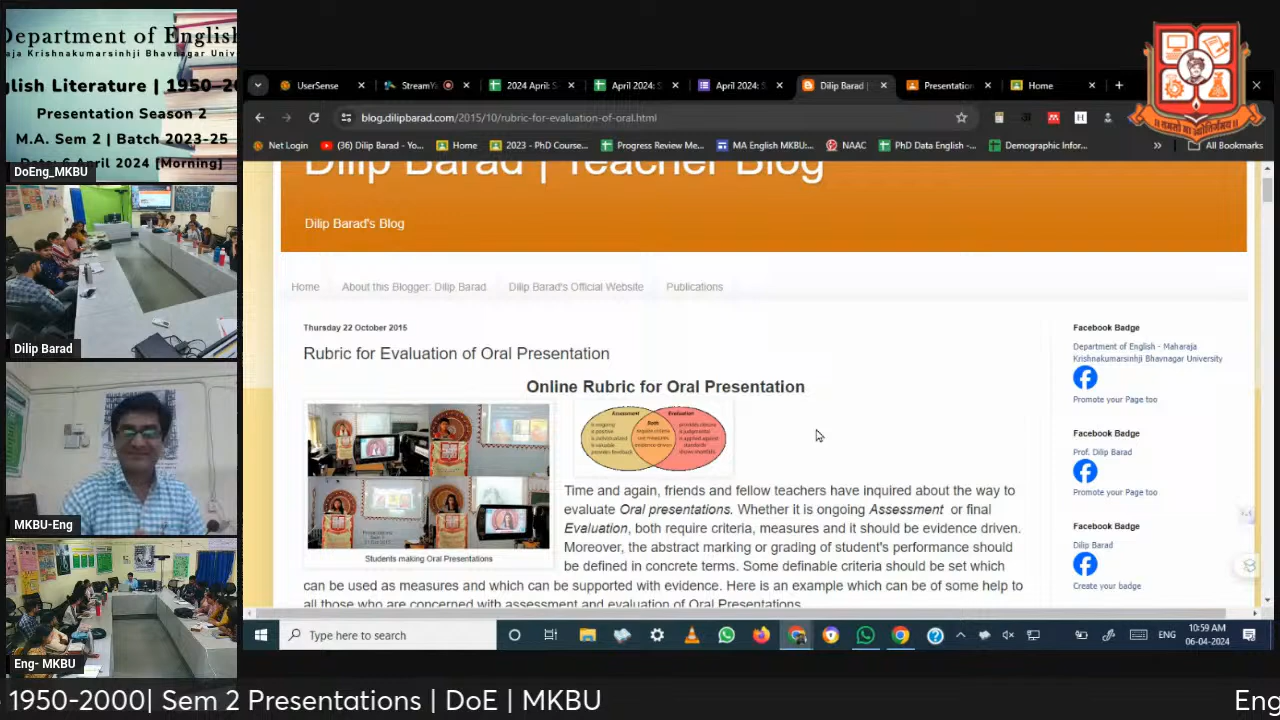 Department of English
aja Krishnakumarsinhji Bhavnagar Univ
glish Literature | 1950-20
Presentation Season 2
M.A. Sem 2 | Batch 2023-25
Date: 6 April 2024 [Morning]
DoEng_MKBU
Dilip Barad
MKBU-Eng
Eng- MKBU
UserSense
StreamY
2024 April: S
April 2024: S
April 2024: S
Dilip Barad |
Presentation
Home
blog.dilipbarad.com/2015/10/rubric-for-evaluation-of-oral.html
Net Login
(36) Dilip Barad - Yo...
Home
2023 - PhD Course...
Progress Review Me...
MA English MKBU:...
NAAC
PhD Data English -...
Demographic Infor...
All Bookmarks
Dilip Barad | Teacher Blog
Dilip Barad's Blog
Home
About this Blogger: Dilip Barad
Dilip Barad's Official Website
Publications
Thursday 22 October 2015
Rubric for Evaluation of Oral Presentation
Online Rubric for Oral Presentation
Assessment
Both
Evaluation
Students making Oral Presentations
Time and again, friends and fellow teachers have inquired about the way to
evaluate Oral presentations. Whether it is ongoing Assessment or final
Evaluation, both require criteria, measures and it should be evidence driven.
Moreover, the abstract marking or grading of student's performance should
be defined in concrete terms. Some definable criteria should be set which
can be used as measures and which can be supported with evidence. Here is an example which can be of some help to
all those who are concerned with assessment and evaluation of Oral Presentations
Facebook Badge
Department of English - Maharaja
Krishnakumarsinhji Bhavnagar University
Promote your Page too
Facebook Badge
Prof. Dilip Barad
Promote your Page too
Facebook Badge
Dilip Barad
Create your badge
Type here to search
ENG
10:59 AM
06-04-2024
1950-2000| Sem 2 Presentations | DoE | MKBU
Eng